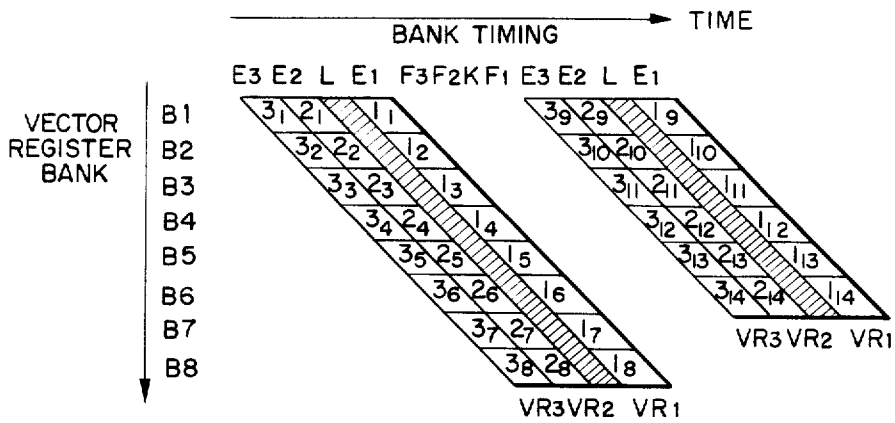 TIME
BANK TIMING
E3 E2 L E1 F3 F2 K F1 E3 E2 L E1
VECTOR
REGISTER
BANK
B1 3₁ 2₁ 1₁ 3₉ 2₉ 1₉
B2 3₂ 2₂ 1₂ 3₁₀ 2₁₀ 1₁₀
B3 3₃ 2₃ 1₃ 3₁₁ 2₁₁ 1₁₁
B4 3₄ 2₄ 1₄ 3₁₂ 2₁₂ 1₁₂
B5 3₅ 2₅ 1₅ 3₁₃ 2₁₃ 1₁₃
B6 3₆ 2₆ 1₆ 3₁₄ 2₁₄ 1₁₄
B7 3₇ 2₇ 1₇
VR3 VR2 VR1
B8 3₈ 2₈ 1₈
VR3 VR2 VR1